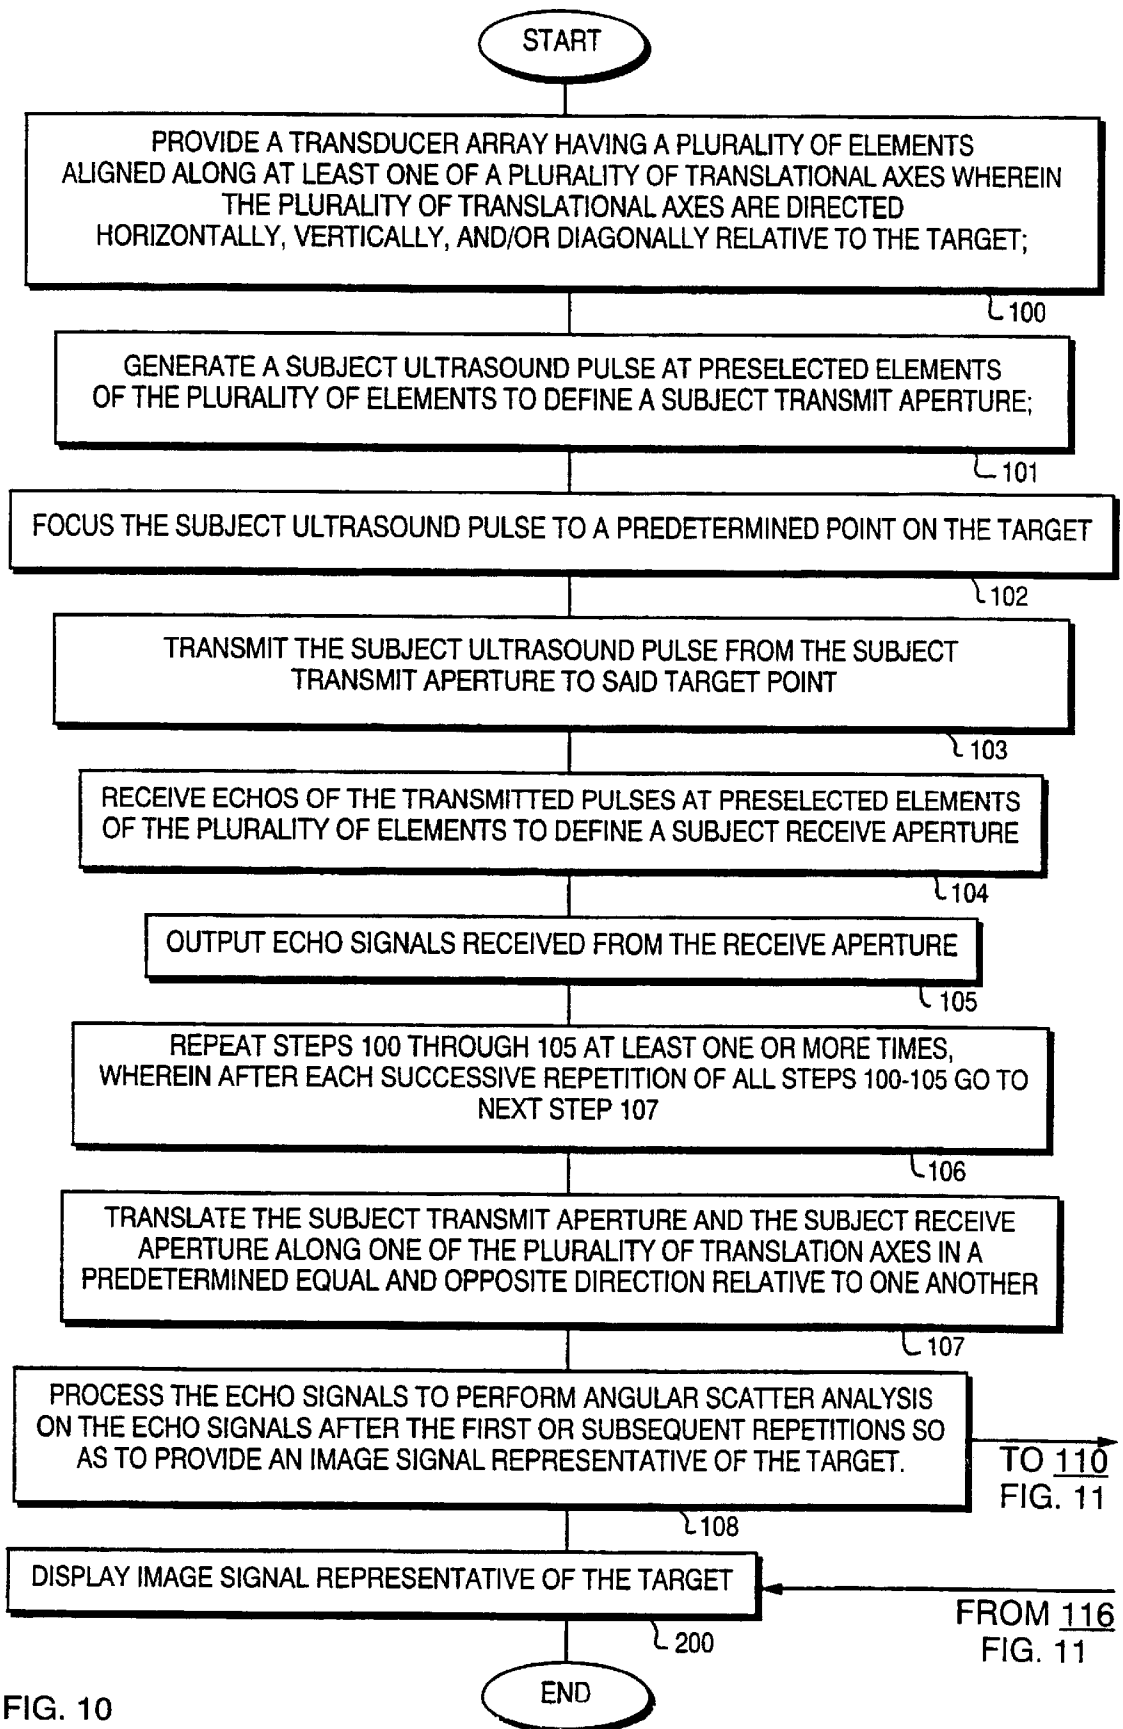 START
PROVIDE A TRANSDUCER ARRAY HAVING A PLURALITY OF ELEMENTS
ALIGNED ALONG AT LEAST ONE OF A PLURALITY OF TRANSLATIONAL AXES WHEREIN
THE PLURALITY OF TRANSLATIONAL AXES ARE DIRECTED
HORIZONTALLY, VERTICALLY, AND/OR DIAGONALLY RELATIVE TO THE TARGET;
100
GENERATE A SUBJECT ULTRASOUND PULSE AT PRESELECTED ELEMENTS
OF THE PLURALITY OF ELEMENTS TO DEFINE A SUBJECT TRANSMIT APERTURE;
101
FOCUS THE SUBJECT ULTRASOUND PULSE TO A PREDETERMINED POINT ON THE TARGET
102
TRANSMIT THE SUBJECT ULTRASOUND PULSE FROM THE SUBJECT
TRANSMIT APERTURE TO SAID TARGET POINT
103
RECEIVE ECHOS OF THE TRANSMITTED PULSES AT PRESELECTED ELEMENTS
OF THE PLURALITY OF ELEMENTS TO DEFINE A SUBJECT RECEIVE APERTURE
104
OUTPUT ECHO SIGNALS RECEIVED FROM THE RECEIVE APERTURE
105
REPEAT STEPS 100 THROUGH 105 AT LEAST ONE OR MORE TIMES,
WHEREIN AFTER EACH SUCCESSIVE REPETITION OF ALL STEPS 100-105 GO TO
NEXT STEP 107
106
TRANSLATE THE SUBJECT TRANSMIT APERTURE AND THE SUBJECT RECEIVE
APERTURE ALONG ONE OF THE PLURALITY OF TRANSLATION AXES IN A
PREDETERMINED EQUAL AND OPPOSITE DIRECTION RELATIVE TO ONE ANOTHER
107
PROCESS THE ECHO SIGNALS TO PERFORM ANGULAR SCATTER ANALYSIS
ON THE ECHO SIGNALS AFTER THE FIRST OR SUBSEQUENT REPETITIONS SO
AS TO PROVIDE AN IMAGE SIGNAL REPRESENTATIVE OF THE TARGET.
TO 110
FIG. 11
108
DISPLAY IMAGE SIGNAL REPRESENTATIVE OF THE TARGET
FROM 116
FIG. 11
200
END
FIG. 10